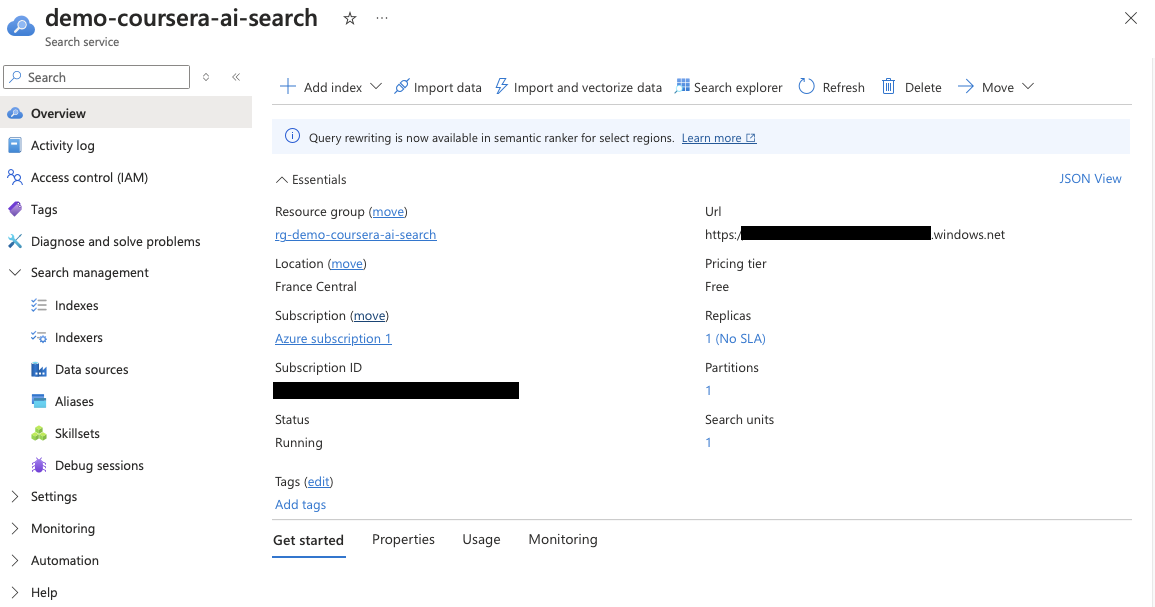 demo-coursera-ai-search
Search service
Search
Overview
Activity log
Access control (IAM)
Tags
Diagnose and solve problems
Search management
Indexes
Indexers
Data sources
Aliases
Skillsets
Debug sessions
Settings
Monitoring
Automation
Help
Add index Import data Import and vectorize data Search explorer Refresh Delete Move
Query rewriting is now available in semantic ranker for select regions. Learn more
Essentials JSON View
Resource group (move)
rg-demo-coursera-ai-search
Location (move)
France Central
Subscription (move)
Azure subscription 1
Subscription ID
Status
Running
Url
https:/ .windows.net
Pricing tier
Free
Replicas
1 (No SLA)
Partitions
1
Search units
1
Tags (edit)
Add tags
Get started Properties Usage Monitoring